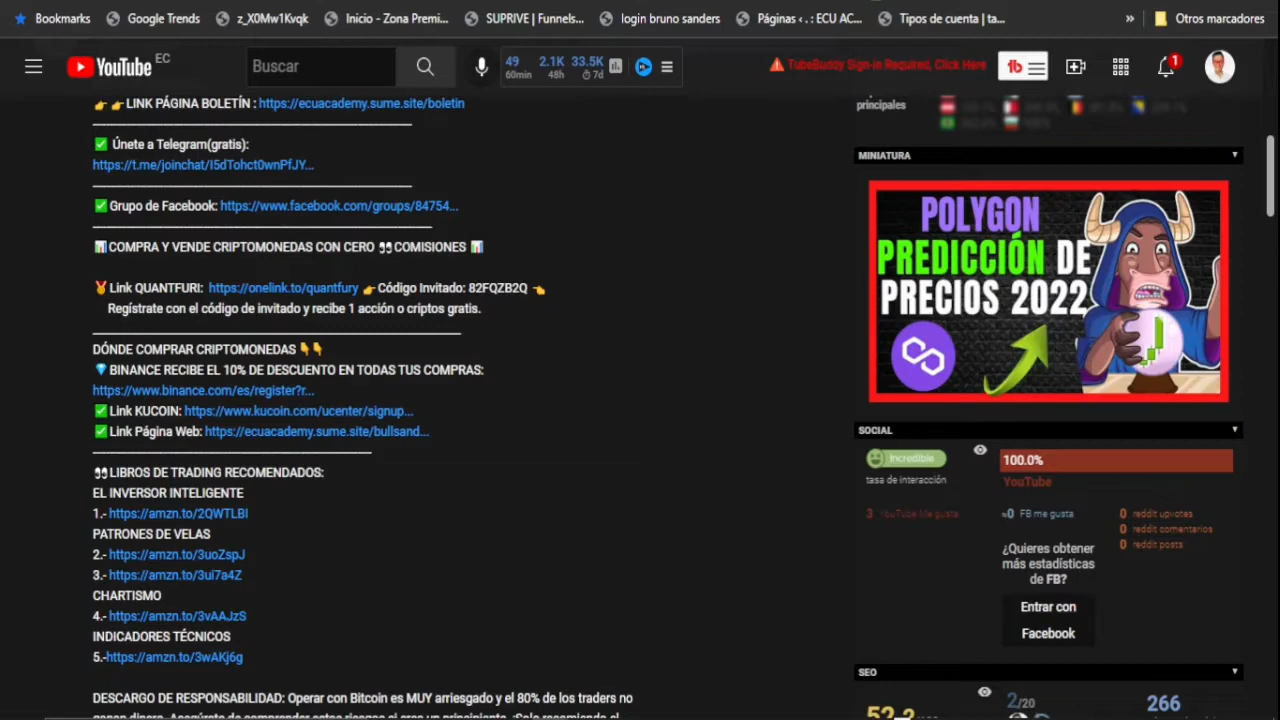 Bookmarks
Google Trends
z_X0Mw1Kvqk
Inicio - Zona Premi...
SUPRIVE | Funnels...
login bruno sanders
Páginas ‹ . : ECU AC...
Tipos de cuenta | ta...
»
Otros marcadores
YouTube EC
Buscar
49 2.1K 33.5K
60min 48h 7d
TubeBuddy Sign-in Required, Click Here
tb
1
👉 👉LINK PÁGINA BOLETÍN : https://ecuacademy.sume.site/boletin
✅ Únete a Telegram(gratis):
https://t.me/joinchat/I5dTohct0wnPfJY...
✅ Grupo de Facebook: https://www.facebook.com/groups/84754...
📊COMPRA Y VENDE CRIPTOMONEDAS CON CERO 👀COMISIONES 📊
🏅Link QUANTFURI: https://onelink.to/quantfury 👉Código Invitado: 82FQZB2Q 👈
Regístrate con el código de invitado y recibe 1 acción o criptos gratis.
DÓNDE COMPRAR CRIPTOMONEDAS 👇👇
💎BINANCE RECIBE EL 10% DE DESCUENTO EN TODAS TUS COMPRAS:
https://www.binance.com/es/register?r...
✅Link KUCOIN: https://www.kucoin.com/ucenter/signup...
✅Link Página Web: https://ecuacademy.sume.site/bullsand...
👀LIBROS DE TRADING RECOMENDADOS:
EL INVERSOR INTELIGENTE
1.- https://amzn.to/2QWTLBl
PATRONES DE VELAS
2.- https://amzn.to/3uoZspJ
3.- https://amzn.to/3ui7a4Z
CHARTISMO
4.- https://amzn.to/3vAAJzS
INDICADORES TÉCNICOS
5.-https://amzn.to/3wAKj6g
DESCARGO DE RESPONSABILIDAD: Operar con Bitcoin es MUY arriesgado y el 80% de los traders no
principales
MINIATURA
POLYGON
PREDICCIÓN DE
PRECIOS 2022
SOCIAL
Incredible
tasa de interacción
100.0%
YouTube
3 YouTube Me gusta
≈0 FB me gusta
0 reddit upvotes
0 reddit comentarios
0 reddit posts
¿Quieres obtener
más estadísticas
de FB?
Entrar con
Facebook
SEO
2/20
266